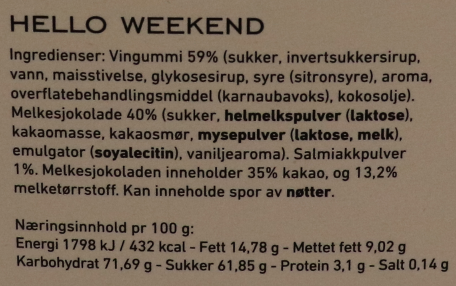 HELLO WEEKEND
Ingredienser: Vingummi 59% (sukker, invertsukkersirup,
vann, maisstivelse, glykosesirup, syre (sitronsyre), aroma,
overflatebehandlingsmiddel (karnaubavoks), kokosolje).
Melkesjokolade 40% (sukker, helmelkspulver (laktose),
kakaomasse, kakaosmør, mysepulver (laktose, melk),
emulgator (soyalecitin), vaniljearoma). Salmiakkpulver
1%. Melkesjokoladen inneholder 35% kakao, og 13,2%
melketørrstoff. Kan inneholde spor av nøtter.
Næringsinnhold pr 100 g:
Energi 1798 kJ / 432 kcal - Fett 14,78 g - Mettet fett 9,02 g
Karbohydrat 71,69 g - Sukker 61,85 g - Protein 3,1 g - Salt 0,14 g